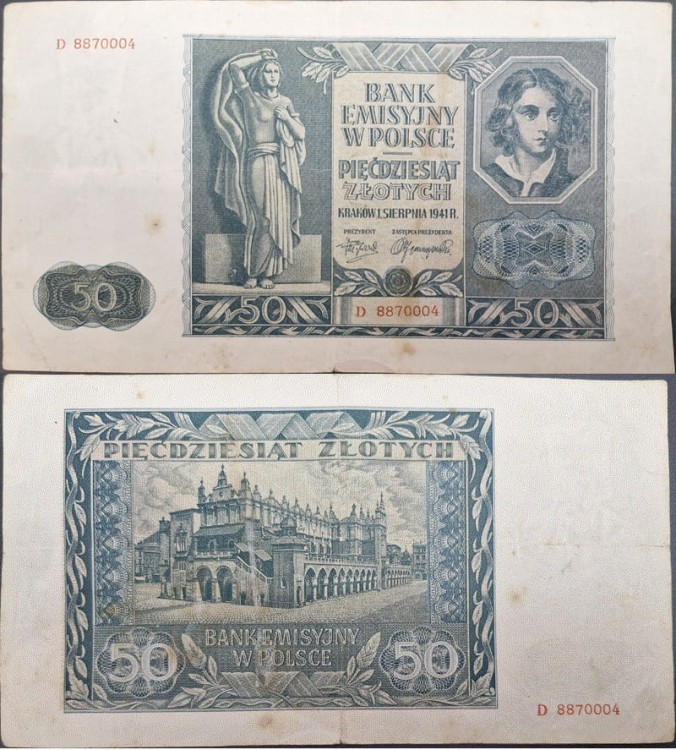 D 8870004
BANK
EMISYJNY
W POLSCE
PIĘĆDZIESIĄT
ZŁOTYCH
KRAKÓW 1. SIERPNIA 1941 R.
PREZYDENT ZASTĘPCA PREZYDENTA
50
50 D 8870004 50
PIĘĆDZIESIĄT ZŁOTYCH
BANK EMISYJNY
W POLSCE
50 50
D 8870004